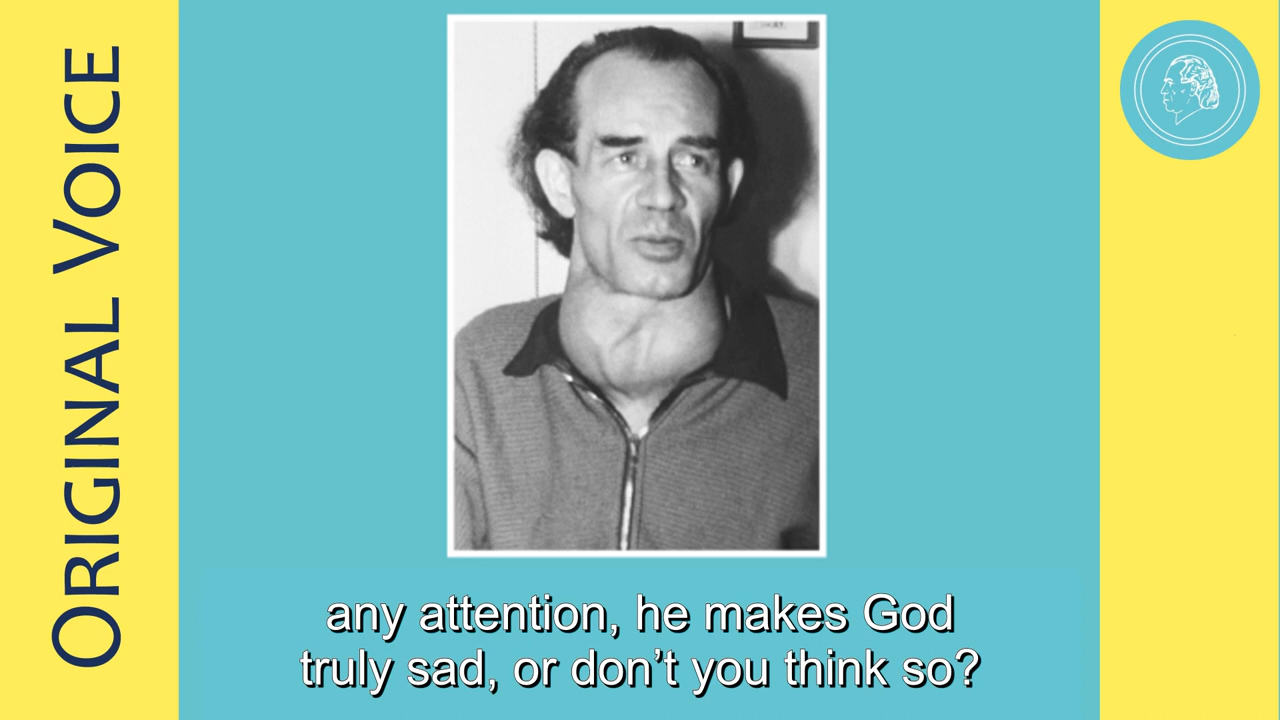 ORIGINAL VOICE
any attention, he makes God
truly sad, or don't you think so?